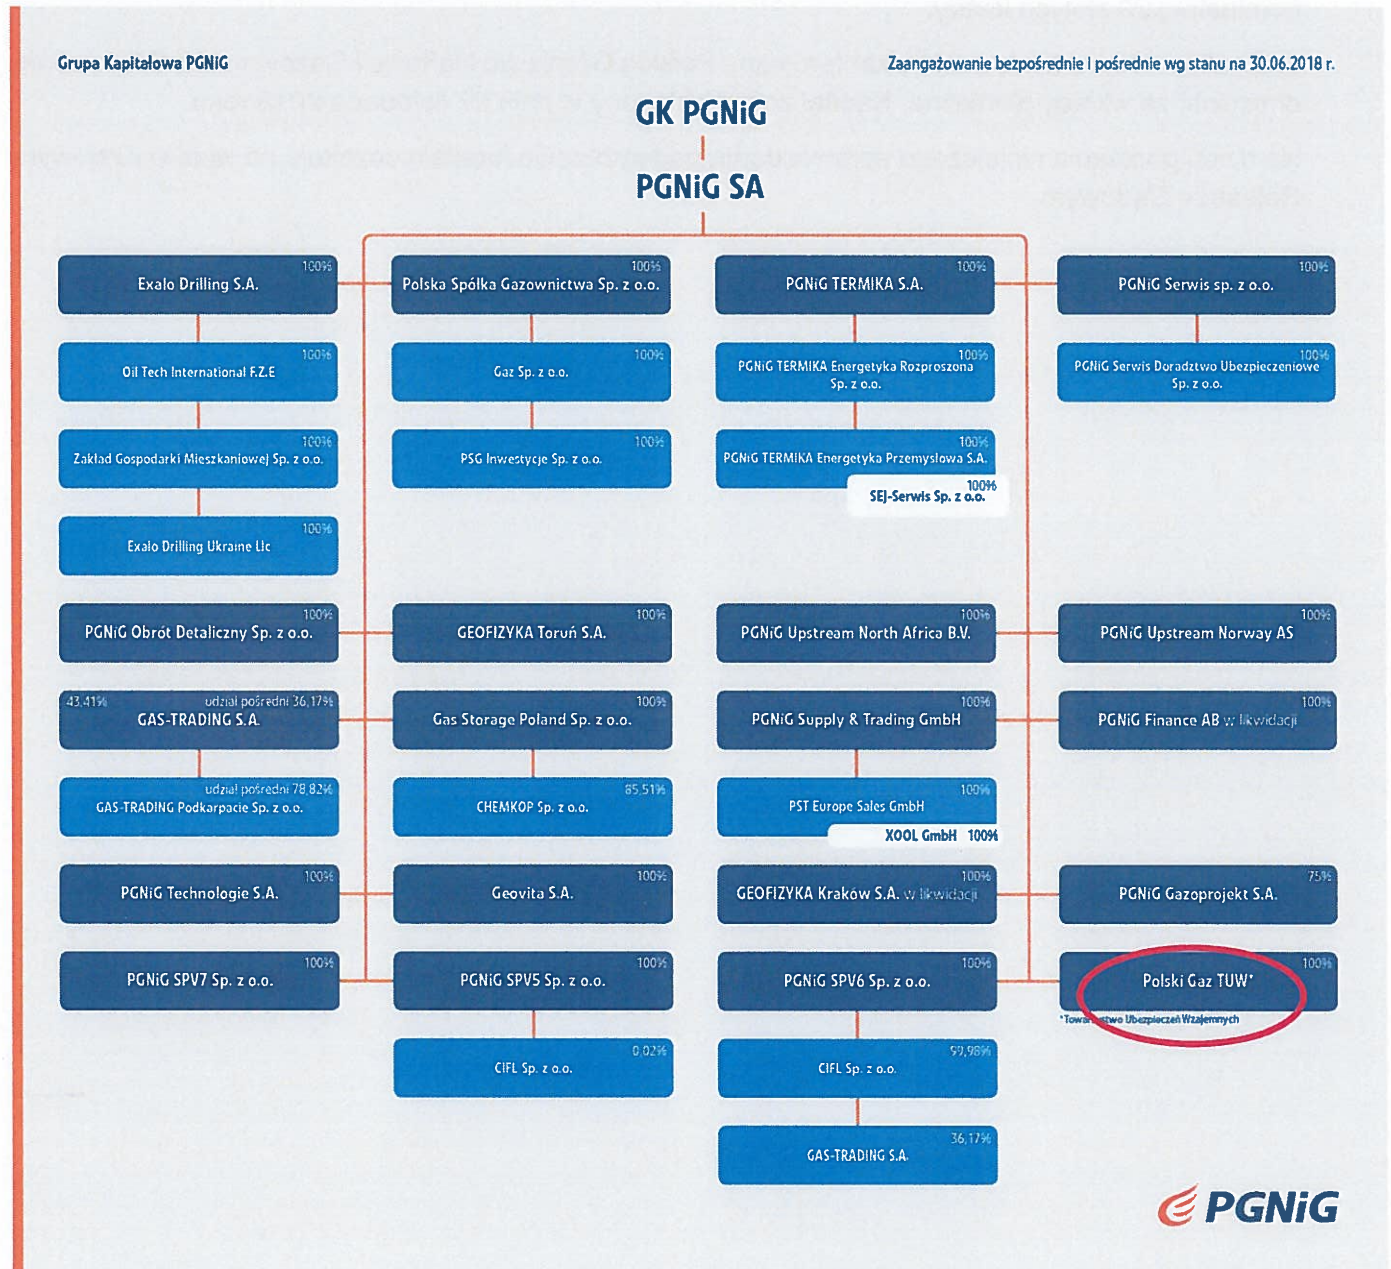 Grupa Kapitałowa PGNiG
Zaangażowanie bezpośrednie i pośrednie wg stanu na 30.06.2018 r.
GK PGNiG
PGNiG SA
100%
Exalo Drilling S.A.
100%
Polska Spółka Gazownictwa Sp. z o.o.
100%
PGNiG TERMIKA S.A.
100%
PGNiG Serwis sp. z o.o.
100%
Oil Tech International F.Z.E
100%
Gaz Sp. z o.o.
100%
PGNiG TERMIKA Energetyka Rozproszona
Sp. z o.o.
100%
PGNiG Serwis Doradztwo Ubezpieczeniowe
Sp. z o.o.
100%
Zakład Gospodarki Mieszkaniowej Sp. z o.o.
100%
PSG Inwestycje Sp. z o.o.
100%
PGNiG TERMIKA Energetyka Przemysłowa S.A.
100%
SEJ-Serwis Sp. z o.o.
100%
Exalo Drilling Ukraine Llc
100%
PGNiG Obrót Detaliczny Sp. z o.o.
100%
GEOFIZYKA Toruń S.A.
100%
PGNiG Upstream North Africa B.V.
100%
PGNiG Upstream Norway AS
43,41% udział pośredni 36,17%
GAS-TRADING S.A.
100%
Gas Storage Poland Sp. z o.o.
100%
PGNiG Supply & Trading GmbH
100%
PGNiG Finance AB w likwidacji
udział pośredni 78,82%
GAS-TRADING Podkarpacie Sp. z o.o.
85,51%
CHEMKOP Sp. z o.o.
100%
PST Europe Sales GmbH
XOOL GmbH 100%
100%
PGNiG Technologie S.A.
100%
Geovita S.A.
100%
GEOFIZYKA Kraków S.A. w likwidacji
75%
PGNiG Gazoprojekt S.A.
100%
PGNiG SPV7 Sp. z o.o.
100%
PGNiG SPV5 Sp. z o.o.
100%
PGNiG SPV6 Sp. z o.o.
100%
Polski Gaz TUW*
*Towarzystwo Ubezpieczeń Wzajemnych
0,02%
CIFL Sp. z o.o.
99,98%
CIFL Sp. z o.o.
36,17%
GAS-TRADING S.A.
PGNiG